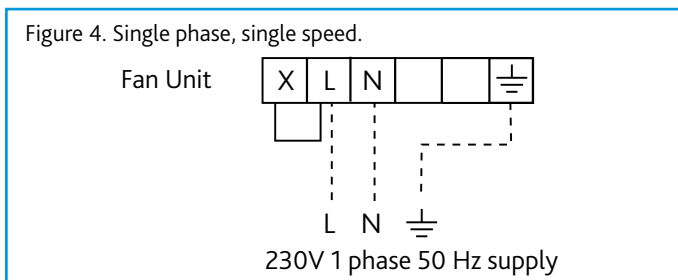 Figure 4. Single phase, single speed.
Fan Unit X L N
L N
230V 1 phase 50 Hz supply